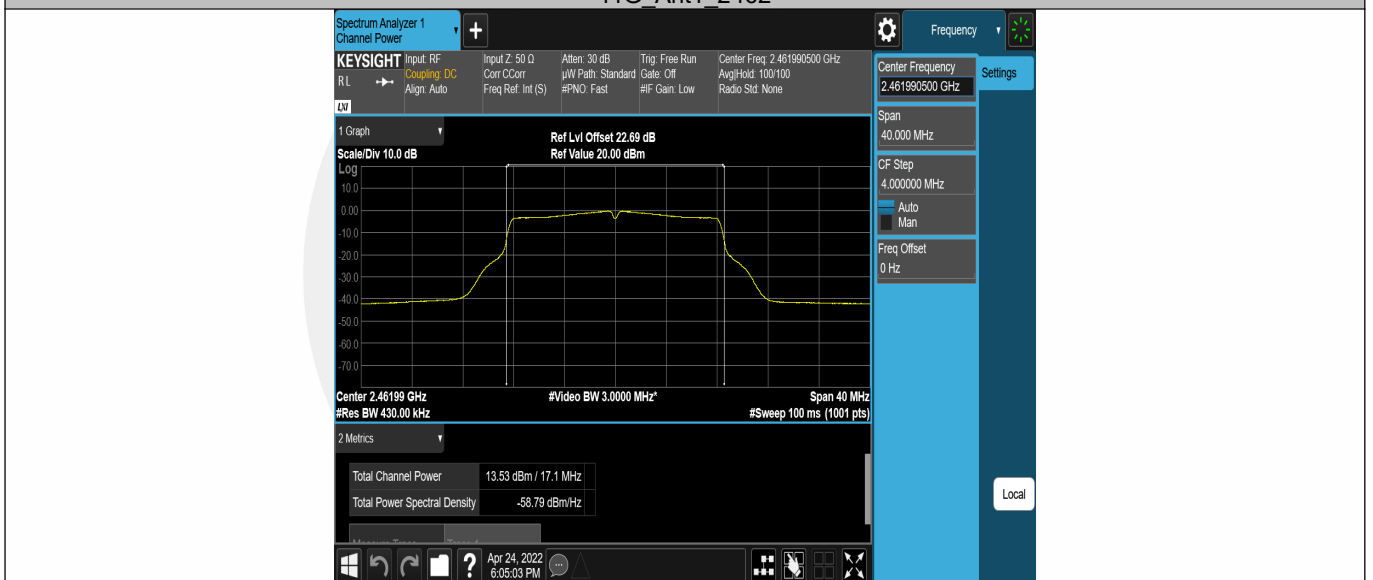 Spectrum Analyzer 1
Channel Power
+
Frequency
KEYSIGHT
R L
LXI
Input: RF
Coupling: DC
Align: Auto
Input Z: 50 Ω
Corr CCorr
Freq Ref: Int (S)
Atten: 30 dB
µW Path: Standard
#PNO: Fast
Trig: Free Run
Gate: Off
#IF Gain: Low
Center Freq: 2.461990500 GHz
Avg|Hold: 100/100
Radio Std: None
Center Frequency
2.461990500 GHz
Settings
Span
40.000 MHz
CF Step
4.000000 MHz
Auto
Man
Freq Offset
0 Hz
1 Graph
Scale/Div 10.0 dB
Ref Lvl Offset 22.69 dB
Ref Value 20.00 dBm
Log
10.0
0.00
-10.0
-20.0
-30.0
-40.0
-50.0
-60.0
-70.0
Center 2.46199 GHz
#Video BW 3.0000 MHz*
Span 40 MHz
#Res BW 430.00 kHz
#Sweep 100 ms (1001 pts)
2 Metrics
Total Channel Power 13.53 dBm / 17.1 MHz
Total Power Spectral Density -58.79 dBm/Hz
Local
?
Apr 24, 2022
6:05:03 PM